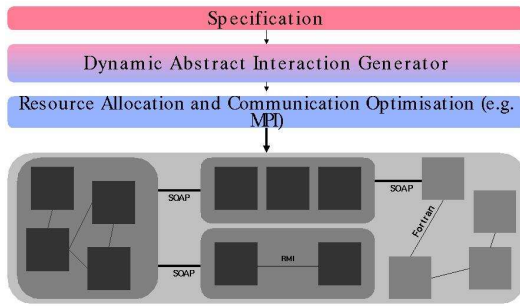 Specification
Dynamic Abstract Interaction Generator
Resource Allocation and Communication Optimisation (e.g.
MPI)
SOAP
SOAP
Fortran
SOAP
RMI